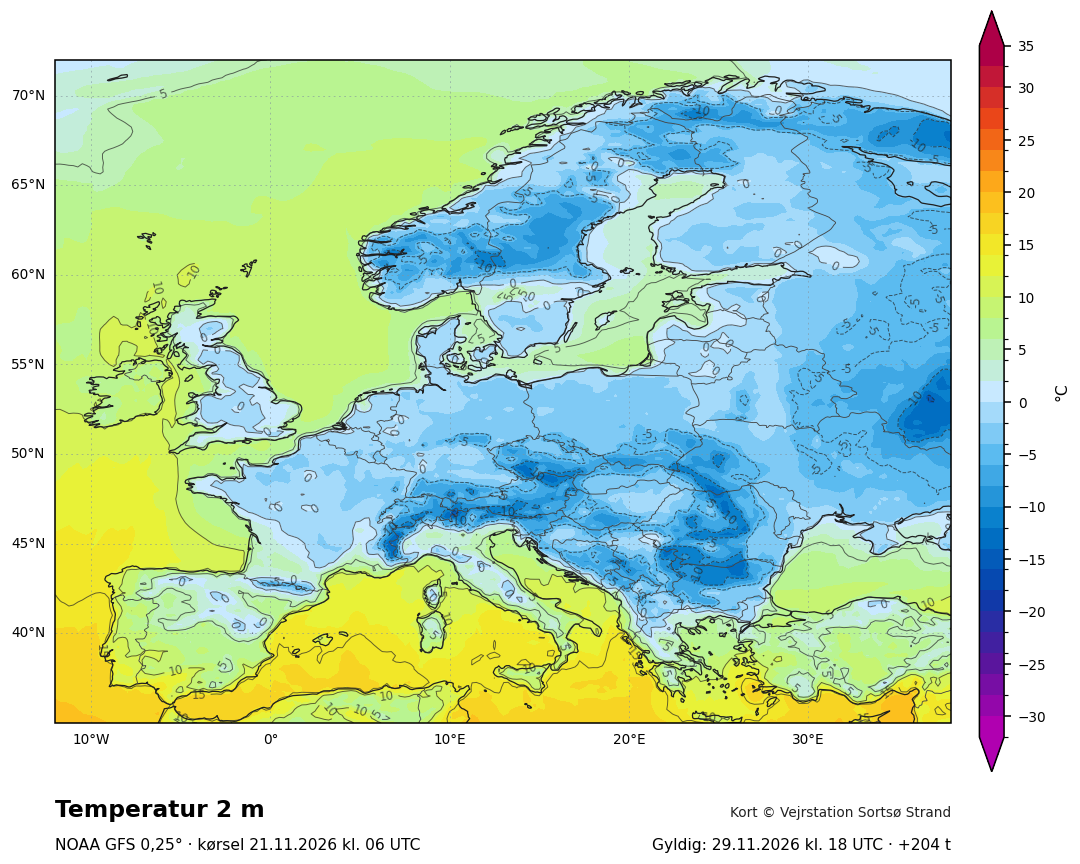 70°N
65°N
60°N
55°N
50°N
45°N
40°N
10°W
0°
10°E
20°E
30°E
35
30
25
20
15
10
5
0
−5
−10
−15
−20
−25
−30
°C
Temperatur 2 m
Kort © Vejrstation Sortsø Strand
NOAA GFS 0,25° · kørsel 21.11.2026 kl. 06 UTC
Gyldig: 29.11.2026 kl. 18 UTC · +204 t